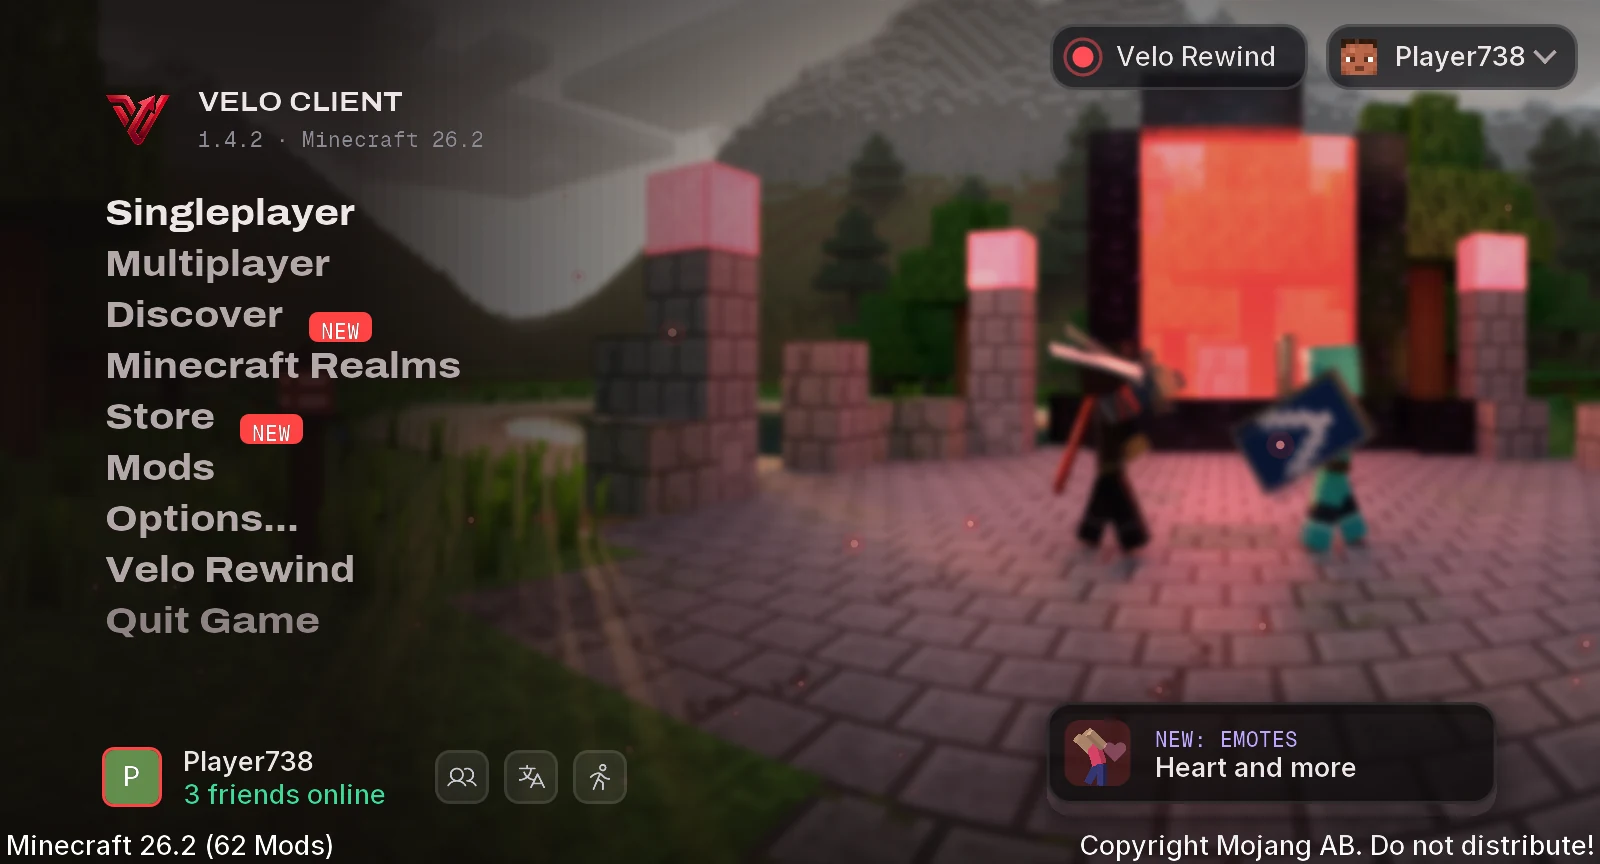 Velo Rewind
Player738
VELO CLIENT
1.4.2 · Minecraft 26.2
Singleplayer
Multiplayer
Discover NEW
Minecraft Realms
Store NEW
Mods
Options...
Velo Rewind
Quit Game
P
Player738
3 friends online
NEW: EMOTES
Heart and more
Minecraft 26.2 (62 Mods)
Copyright Mojang AB. Do not distribute!